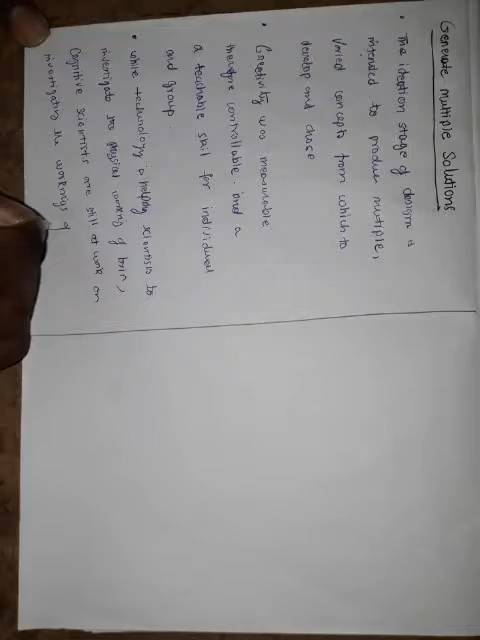 Generate multiple Solutions
• The ideption stage of design is
intended to produce multiple,
Varied concepts from which to
develop and choose
• Creativity was measurable
therefore controllable. and a
a teachable skill for individual
and group.
• while technology is helping scientists to
investigate the physical working of brain,
Cognitive scientists are still at work on
investigating the workings of